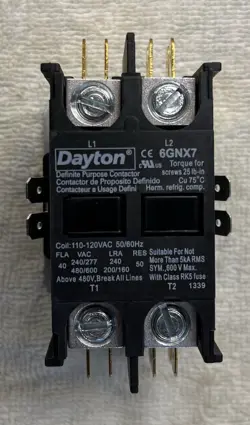 L1 L2
Dayton®
CE 6GNX7
Definite Purpose Contactor
Contactor de Proposito Definido
Contacteur a Usage Defini
Torque for
screws 25 lb-in
Cu 75°C
Herm. refrig. comp.
Coil:110-120VAC 50/60Hz
FLA VAC LRA RES
40 240/277 240 50
480/600 200/160
Above 480V, Break All Lines
Suitable For Not
More Than 5kA RMS
SYM.,600 V Max.
With Class RK5 fuse
T1 T2 1339